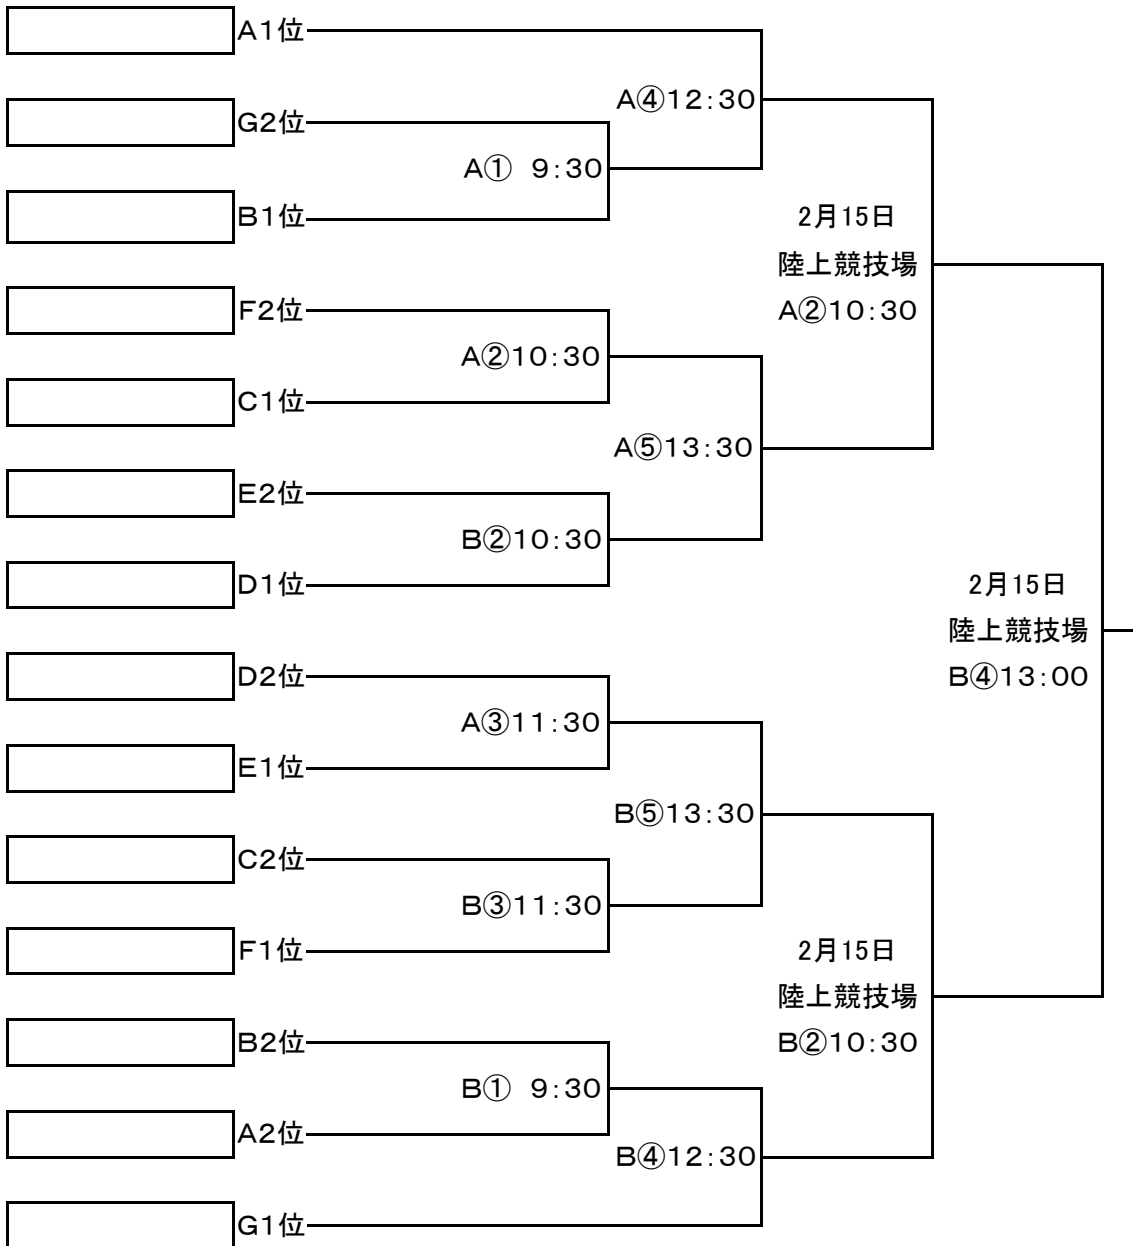 A1位
A④12:30
G2位
A① 9:30
B1位
2月15日
陸上競技場
A②10:30
F2位
A②10:30
C1位
A⑤13:30
E2位
B②10:30
D1位
2月15日
陸上競技場
B④13:00
D2位
A③11:30
E1位
B⑤13:30
C2位
B③11:30
F1位
2月15日
陸上競技場
B②10:30
B2位
B① 9:30
A2位
B④12:30
G1位